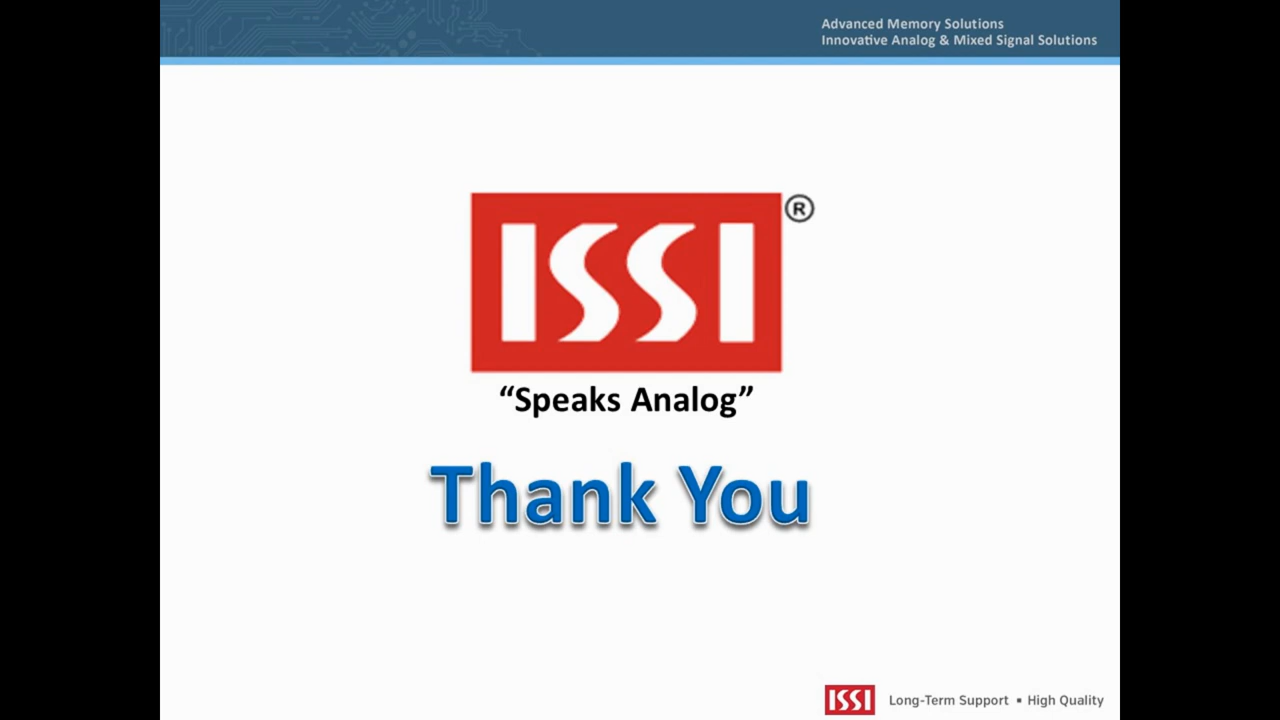 Advanced Memory Solutions
Innovative Analog & Mixed Signal Solutions
ISSI®
“Speaks Analog”
Thank You
ISSI Long-Term Support ▪ High Quality